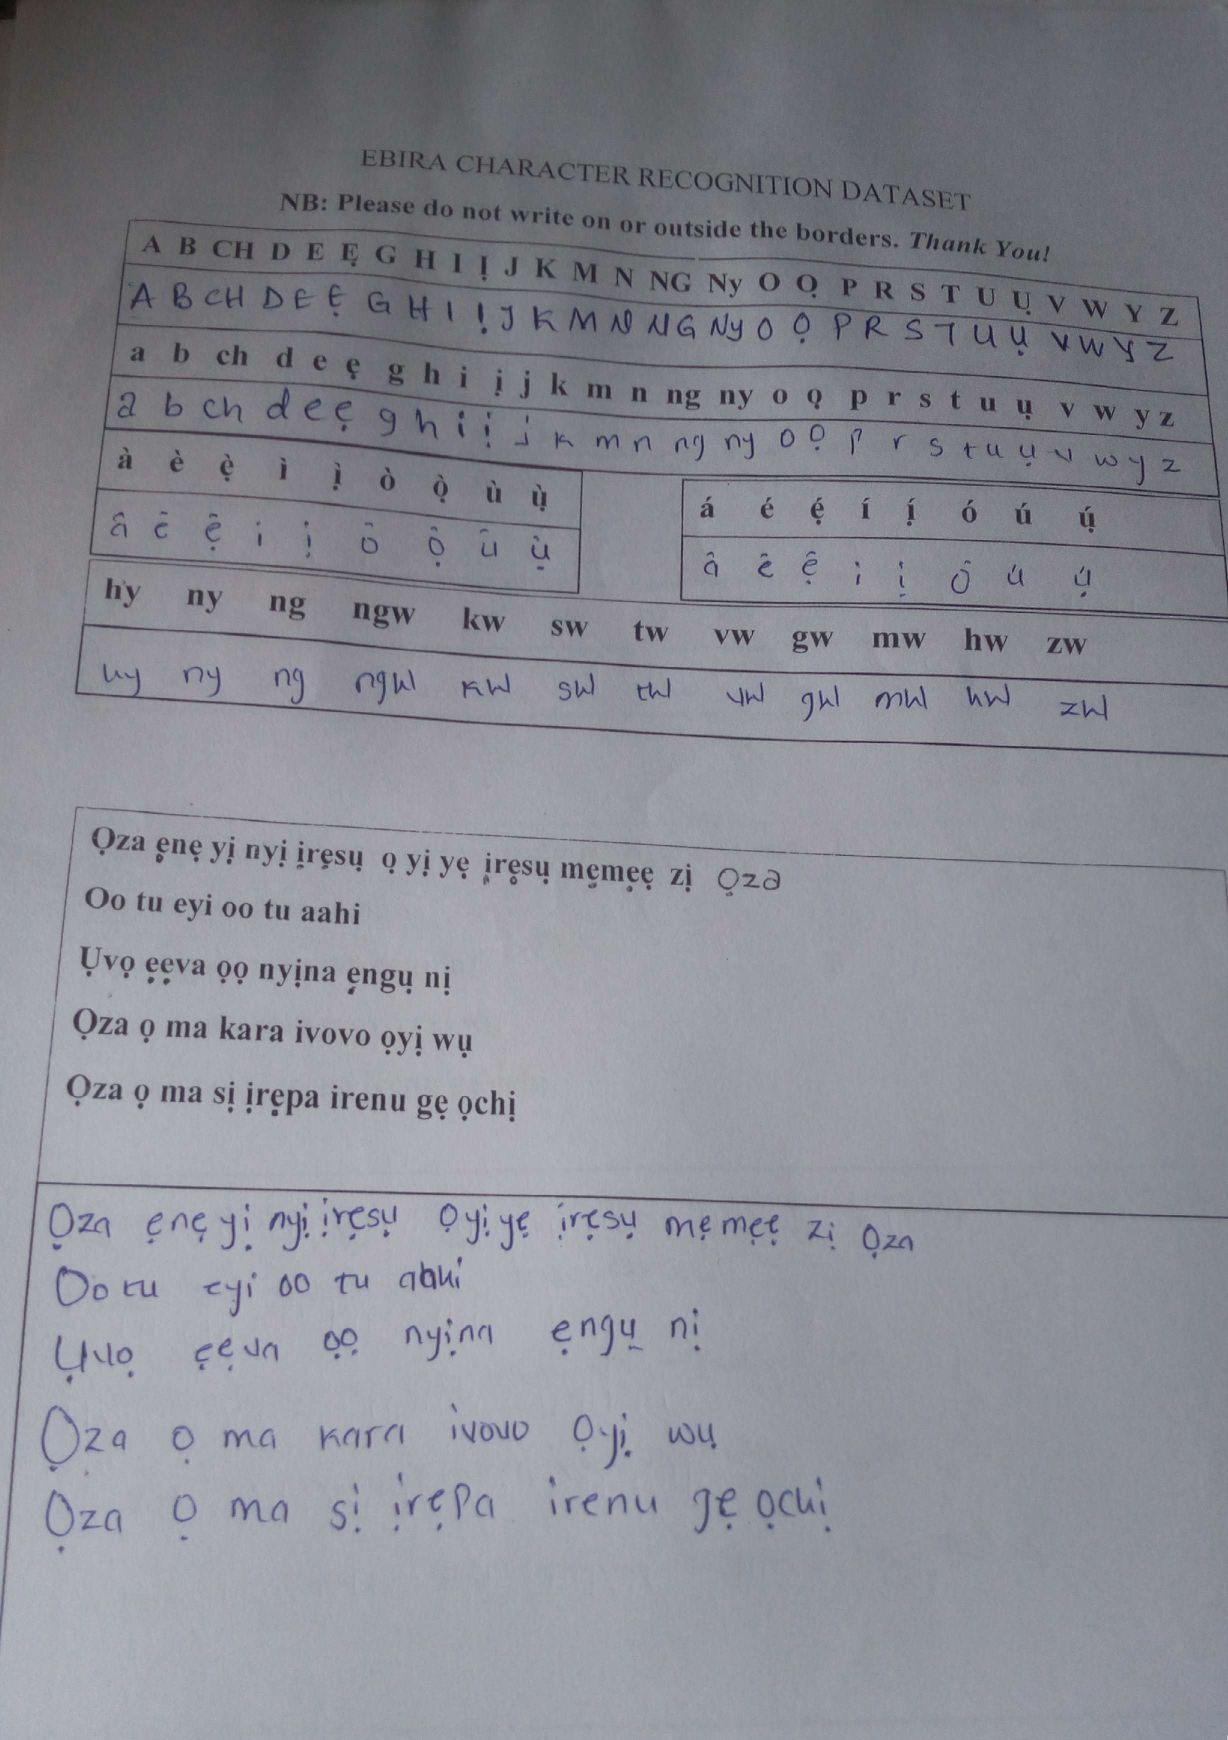 EBIRA CHARACTER RECOGNITION DATASET
NB: Please do not write on or outside the borders. Thank You!
A B CH D E Ẹ G H I Ị J K M N NG Ny O Ọ P R S T U Ụ V W Y Z
A B CH D E Ẹ G H I Ị J K M N NG Ny O Ọ P R S T U Ụ V W Y Z
a b ch d e ẹ g h i ị j k m n ng ny o ọ p r s t u ụ v w y z
a b ch d e ẹ g h i ị j k m n ng ny o ọ p r s t u ụ v w y z
à è ẹ̀ ì ị̀ ò ọ̀ ù ụ̀
â ê ệ i ị ô ộ û ụ̀
á é ẹ́ í ị́ ó ú ụ́
â ê ệ i ị ô ú ụ́
hy ny ng ngw kw sw tw vw gw mw hw zw
hy ny ng ngw kw sw tw vw gw mw hw zw
Ọza ẹnẹ yị nyị ịrẹsụ ọ yị yẹ ịrẹsụ mẹmẹẹ zị Ọza
Oo tu eyi oo tu aahi
Ụvọ ẹẹva ọọ nyịna ẹngụ nị
Ọza ọ ma kara ivovo ọyị wụ
Ọza ọ ma sị ịrẹpa irenu gẹ ọchị
Ọza ẹnẹ yị nyị ịrẹsụ Ọyị yẹ ịrẹsụ mẹ mẹẹ zị Ọza
Oo tu eyi oo tu aahi
Ụvọ ẹẹva ọọ nyịna ẹngụ nị
Ọza ọ ma kara ivovo Ọyị wụ
Ọza ọ ma sị ịrẹpa irenu gẹ ọchị